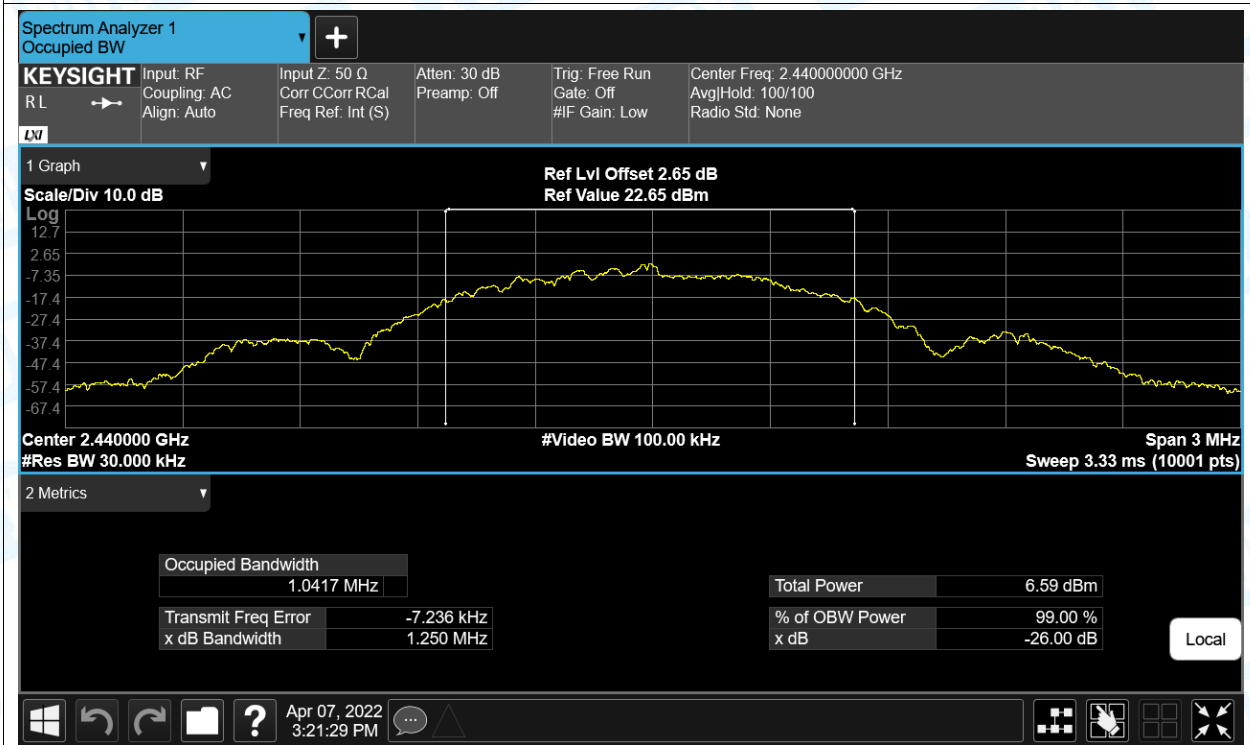 Spectrum Analyzer 1
Occupied BW
KEYSIGHT Input: RF Input Z: 50 Ω Atten: 30 dB Trig: Free Run Center Freq: 2.440000000 GHz
R L Coupling: AC Corr CCorr RCal Preamp: Off Gate: Off Avg|Hold: 100/100
Align: Auto Freq Ref: Int (S) #IF Gain: Low Radio Std: None
LXI
1 Graph
Ref Lvl Offset 2.65 dB
Scale/Div 10.0 dB Ref Value 22.65 dBm
Log
12.7
2.65
-7.35
-17.4
-27.4
-37.4
-47.4
-57.4
-67.4
Center 2.440000 GHz #Video BW 100.00 kHz Span 3 MHz
#Res BW 30.000 kHz Sweep 3.33 ms (10001 pts)
2 Metrics
Occupied Bandwidth
1.0417 MHz Total Power 6.59 dBm
Transmit Freq Error -7.236 kHz % of OBW Power 99.00 %
x dB Bandwidth 1.250 MHz x dB -26.00 dB
Local
? Apr 07, 2022
3:21:29 PM